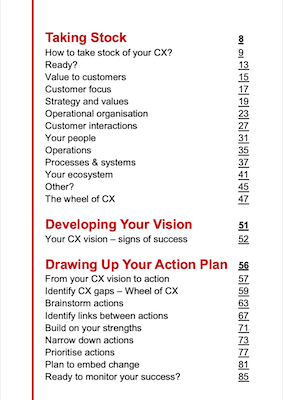 Taking Stock 8
How to take stock of your CX? 9
Ready? 13
Value to customers 15
Customer focus 17
Strategy and values 19
Operational organisation 23
Customer interactions 27
Your people 31
Operations 35
Processes & systems 37
Your ecosystem 41
Other? 45
The wheel of CX 47
Developing Your Vision 51
Your CX vision – signs of success 52
Drawing Up Your Action Plan 56
From your CX vision to action 57
Identify CX gaps – Wheel of CX 59
Brainstorm actions 63
Identify links between actions 67
Build on your strengths 71
Narrow down actions 73
Prioritise actions 77
Plan to embed change 81
Ready to monitor your success? 85